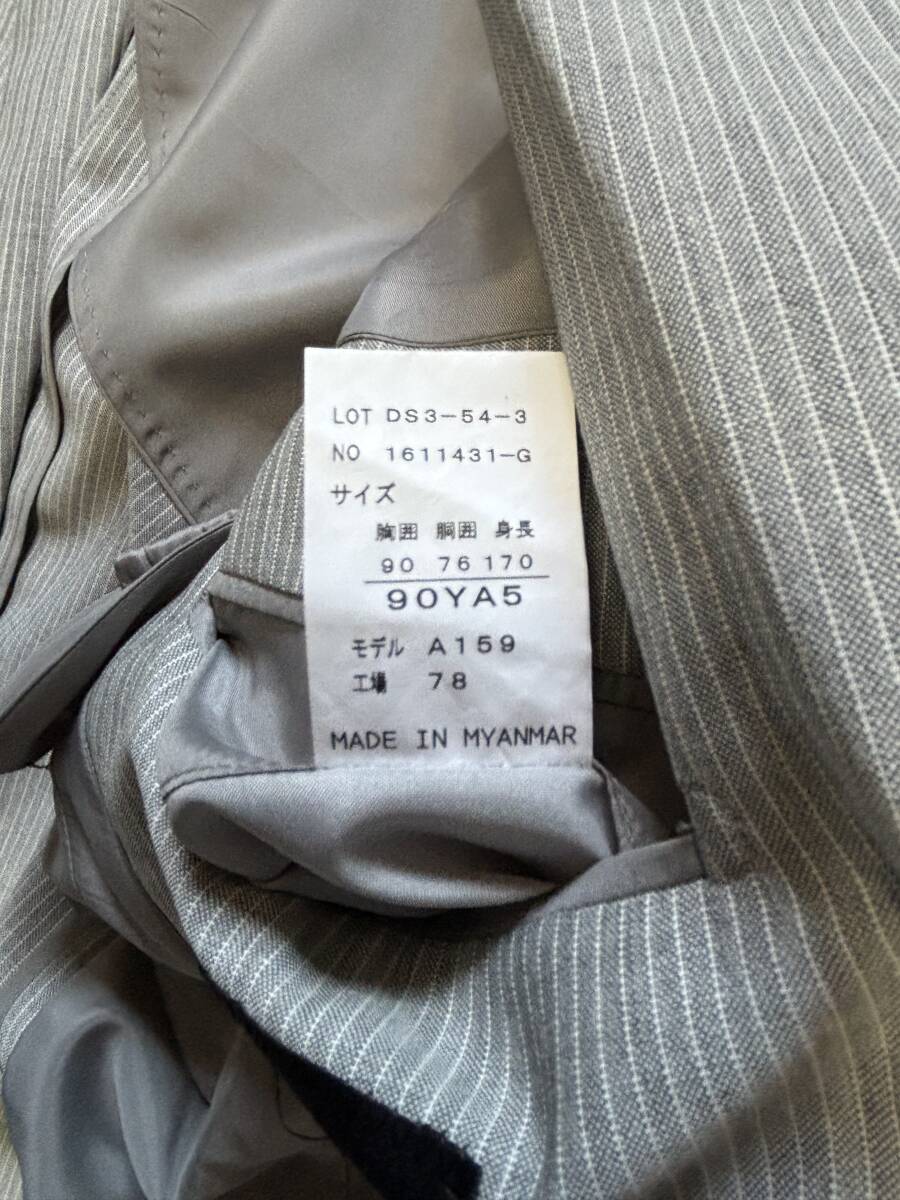 LOT DS3-54-3
NO 1611431-G
サイズ
胸囲 胴囲 身長
90 76 170
90YA5
モデル A159
工場 78
MADE IN MYANMAR